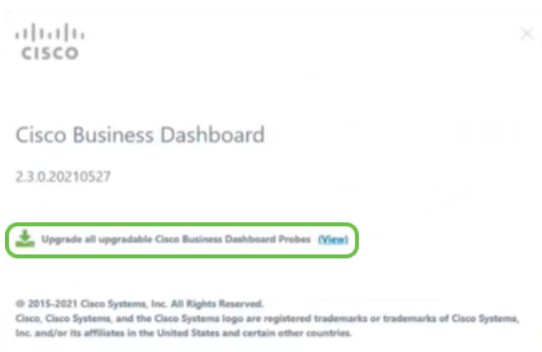 CISCO
Cisco Business Dashboard
2.3.0.20210527
Upgrade all upgradable Cisco Business Dashboard Probes (View)
© 2015-2021 Cisco Systems, Inc. All Rights Reserved.
Cisco, Cisco Systems, and the Cisco Systems logo are registered trademarks or trademarks of Cisco Systems,
Inc. and/or its affiliates in the United States and certain other countries.